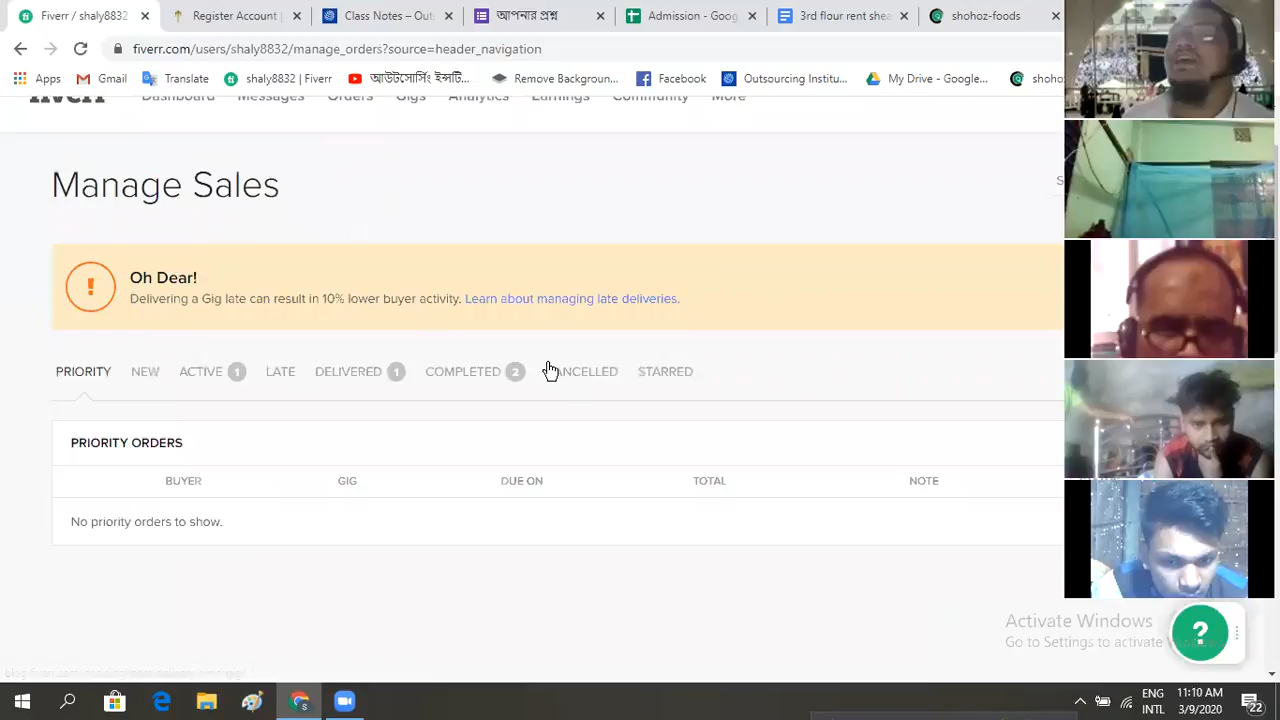 Fiverr / shaly8832
Register Account |
Class Notes – Out
আপনার প্রশ্ন
Admission - Goog
3rd floor rent shee
shohoz-foods
fiverr.com/users/shaly8832/manage_orders?source=header_navigation
Apps
Gmail
Translate
shaly8832 | Fiverr
আউটসোর্সিং ইন্সটি...
Remove Backgroun...
Facebook
Outsourcing Institu...
My Drive - Google...
shoho
fiverr
Dashboard
Messages
Orders
Analytics
Earnings
Community
More
Manage Sales
Oh Dear!
Delivering a Gig late can result in 10% lower buyer activity. Learn about managing late deliveries.
PRIORITY NEW ACTIVE 1 LATE DELIVERED 1 COMPLETED 2 CANCELLED STARRED
PRIORITY ORDERS
BUYER GIG DUE ON TOTAL NOTE
No priority orders to show.
Activate Windows
Go to Settings to activate Windows.
?
ENG
INTL
11:10 AM
3/9/2020
22